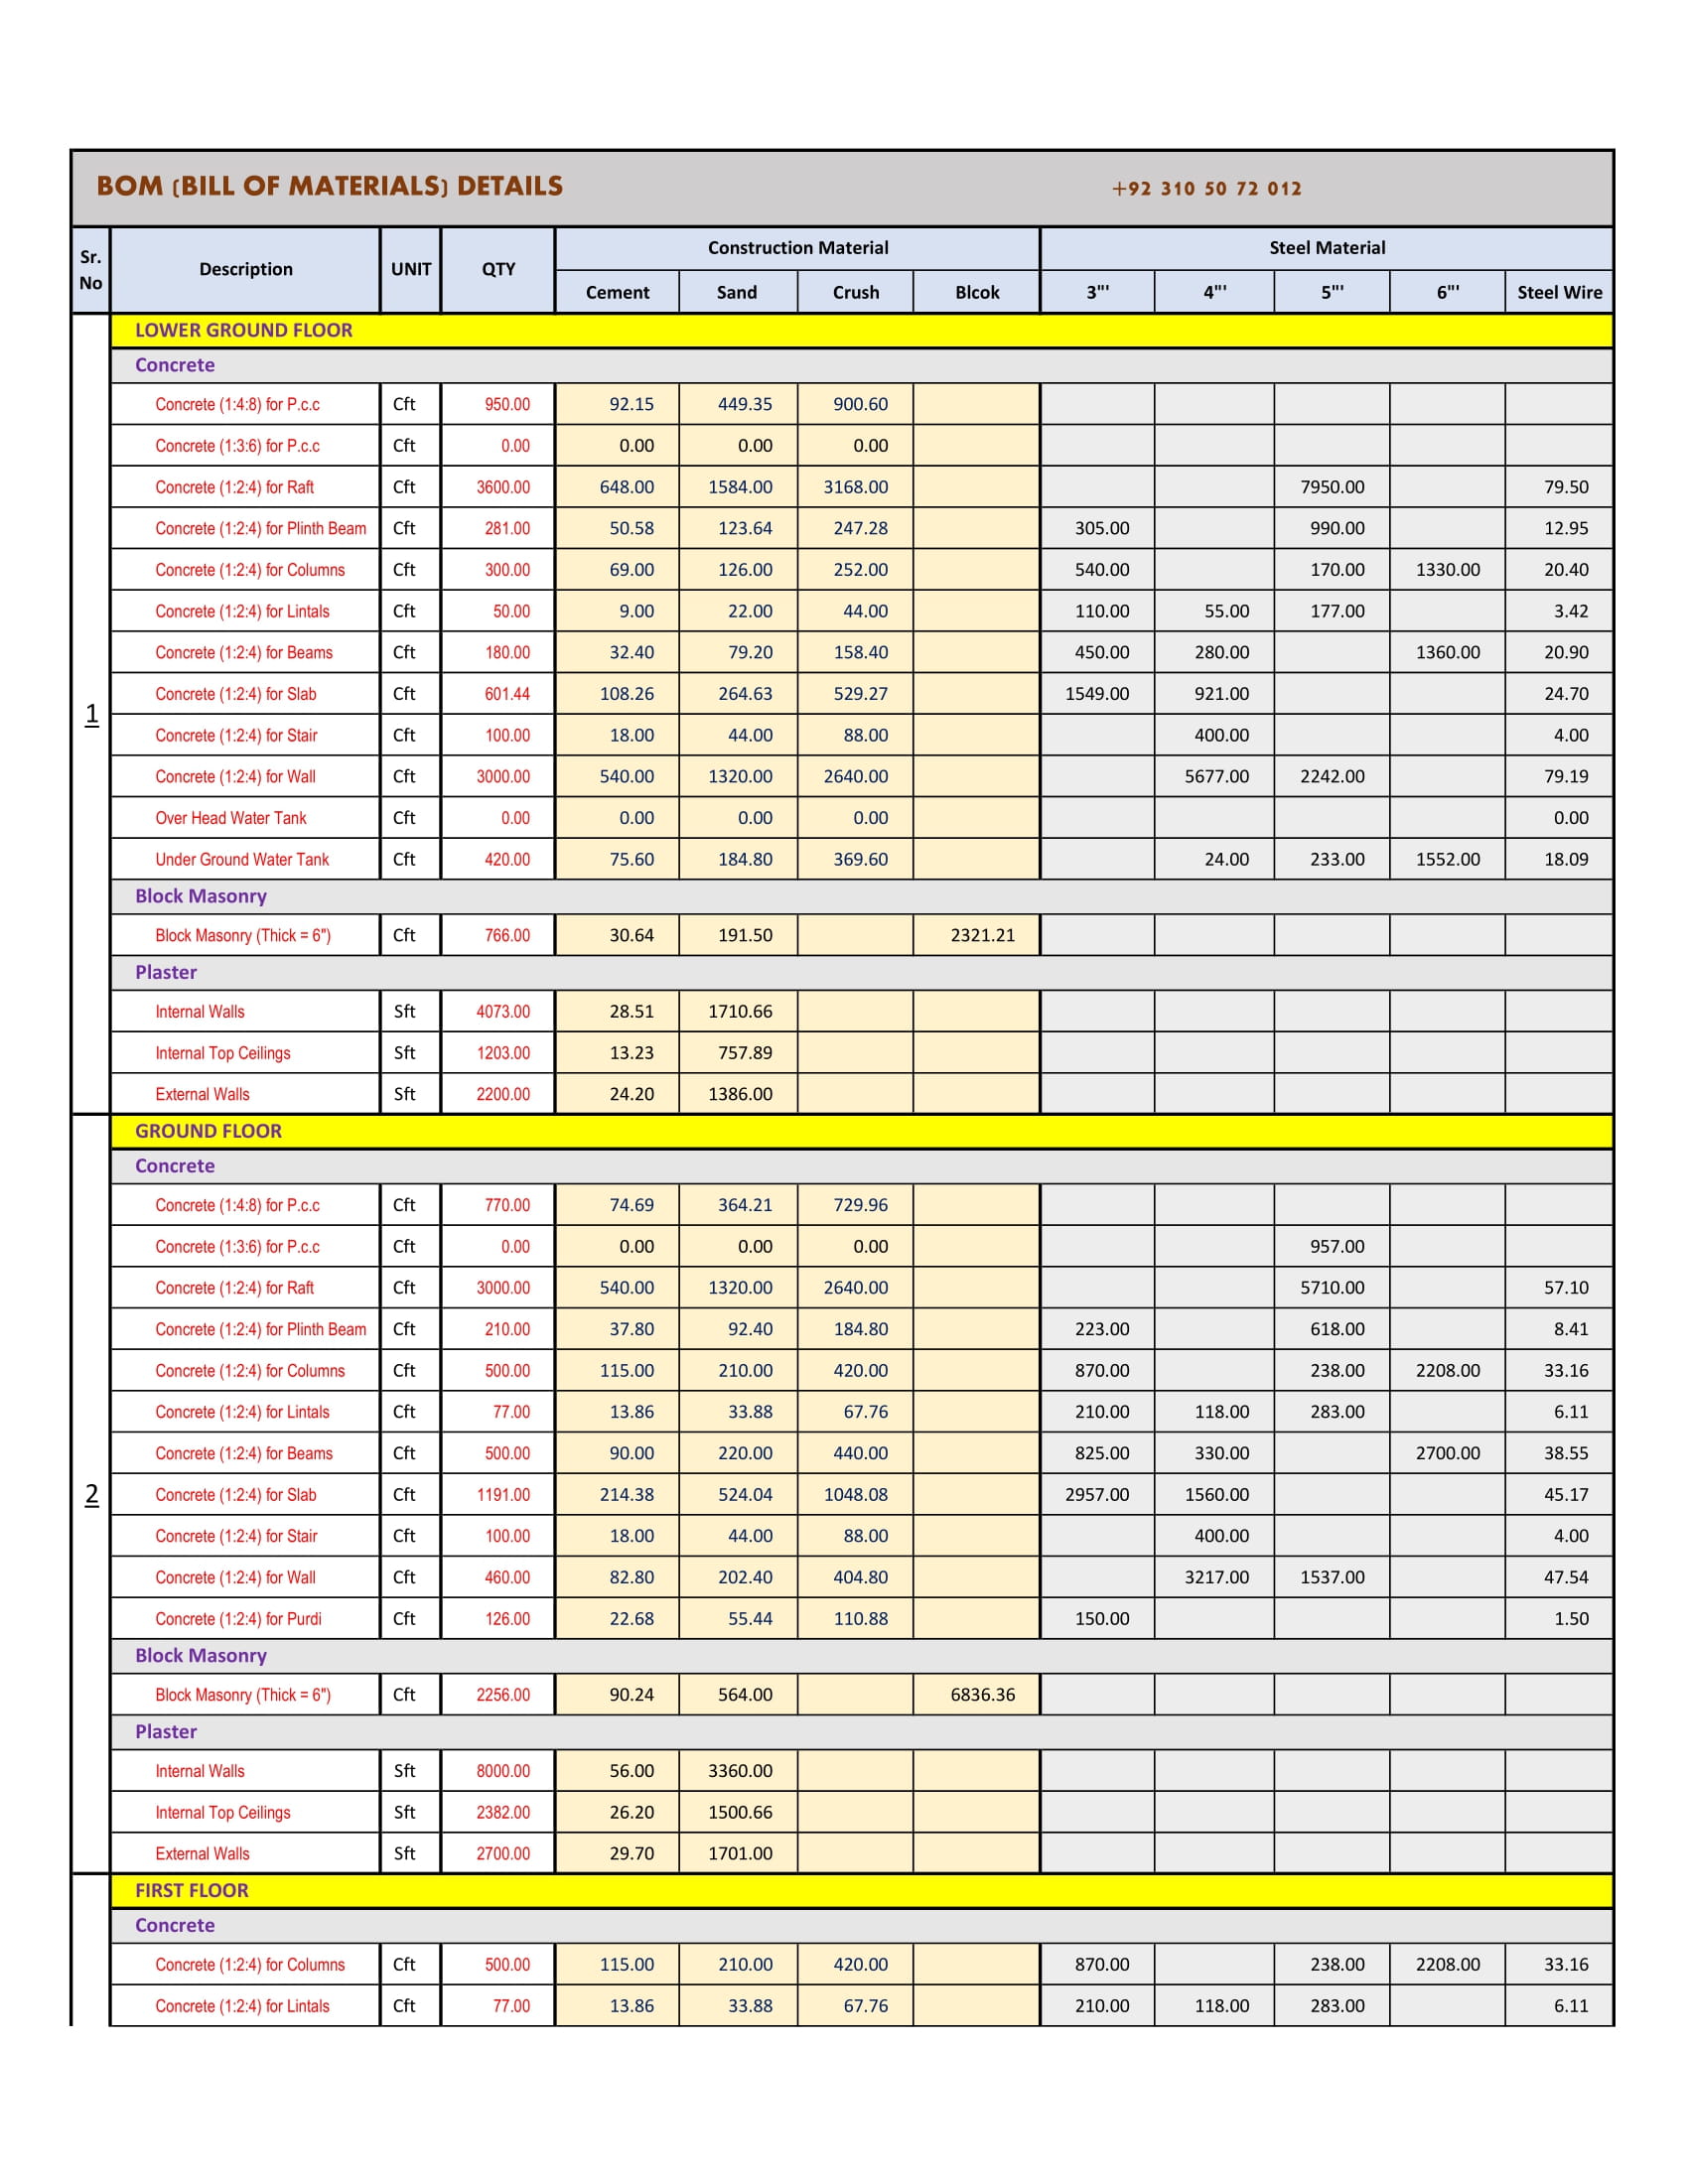 BOM (BILL OF MATERIALS) DETAILS +92 310 50 72 012
Sr. No Description UNIT QTY Construction Material Steel Material
Cement Sand Crush Blcok 3"' 4"' 5"' 6"' Steel Wire
LOWER GROUND FLOOR
Concrete
Concrete (1:4:8) for P.c.c Cft 950.00 92.15 449.35 900.60
Concrete (1:3:6) for P.c.c Cft 0.00 0.00 0.00 0.00
Concrete (1:2:4) for Raft Cft 3600.00 648.00 1584.00 3168.00 7950.00 79.50
Concrete (1:2:4) for Plinth Beam Cft 281.00 50.58 123.64 247.28 305.00 990.00 12.95
Concrete (1:2:4) for Columns Cft 300.00 69.00 126.00 252.00 540.00 170.00 1330.00 20.40
Concrete (1:2:4) for Lintals Cft 50.00 9.00 22.00 44.00 110.00 55.00 177.00 3.42
Concrete (1:2:4) for Beams Cft 180.00 32.40 79.20 158.40 450.00 280.00 1360.00 20.90
Concrete (1:2:4) for Slab Cft 601.44 108.26 264.63 529.27 1549.00 921.00 24.70
1
Concrete (1:2:4) for Stair Cft 100.00 18.00 44.00 88.00 400.00 4.00
Concrete (1:2:4) for Wall Cft 3000.00 540.00 1320.00 2640.00 5677.00 2242.00 79.19
Over Head Water Tank Cft 0.00 0.00 0.00 0.00 0.00
Under Ground Water Tank Cft 420.00 75.60 184.80 369.60 24.00 233.00 1552.00 18.09
Block Masonry
Block Masonry (Thick = 6") Cft 766.00 30.64 191.50 2321.21
Plaster
Internal Walls Sft 4073.00 28.51 1710.66
Internal Top Ceilings Sft 1203.00 13.23 757.89
External Walls Sft 2200.00 24.20 1386.00
GROUND FLOOR
Concrete
Concrete (1:4:8) for P.c.c Cft 770.00 74.69 364.21 729.96
Concrete (1:3:6) for P.c.c Cft 0.00 0.00 0.00 0.00 957.00
Concrete (1:2:4) for Raft Cft 3000.00 540.00 1320.00 2640.00 5710.00 57.10
Concrete (1:2:4) for Plinth Beam Cft 210.00 37.80 92.40 184.80 223.00 618.00 8.41
Concrete (1:2:4) for Columns Cft 500.00 115.00 210.00 420.00 870.00 238.00 2208.00 33.16
Concrete (1:2:4) for Lintals Cft 77.00 13.86 33.88 67.76 210.00 118.00 283.00 6.11
Concrete (1:2:4) for Beams Cft 500.00 90.00 220.00 440.00 825.00 330.00 2700.00 38.55
2 Concrete (1:2:4) for Slab Cft 1191.00 214.38 524.04 1048.08 2957.00 1560.00 45.17
Concrete (1:2:4) for Stair Cft 100.00 18.00 44.00 88.00 400.00 4.00
Concrete (1:2:4) for Wall Cft 460.00 82.80 202.40 404.80 3217.00 1537.00 47.54
Concrete (1:2:4) for Purdi Cft 126.00 22.68 55.44 110.88 150.00 1.50
Block Masonry
Block Masonry (Thick = 6") Cft 2256.00 90.24 564.00 6836.36
Plaster
Internal Walls Sft 8000.00 56.00 3360.00
Internal Top Ceilings Sft 2382.00 26.20 1500.66
External Walls Sft 2700.00 29.70 1701.00
FIRST FLOOR
Concrete
Concrete (1:2:4) for Columns Cft 500.00 115.00 210.00 420.00 870.00 238.00 2208.00 33.16
Concrete (1:2:4) for Lintals Cft 77.00 13.86 33.88 67.76 210.00 118.00 283.00 6.11